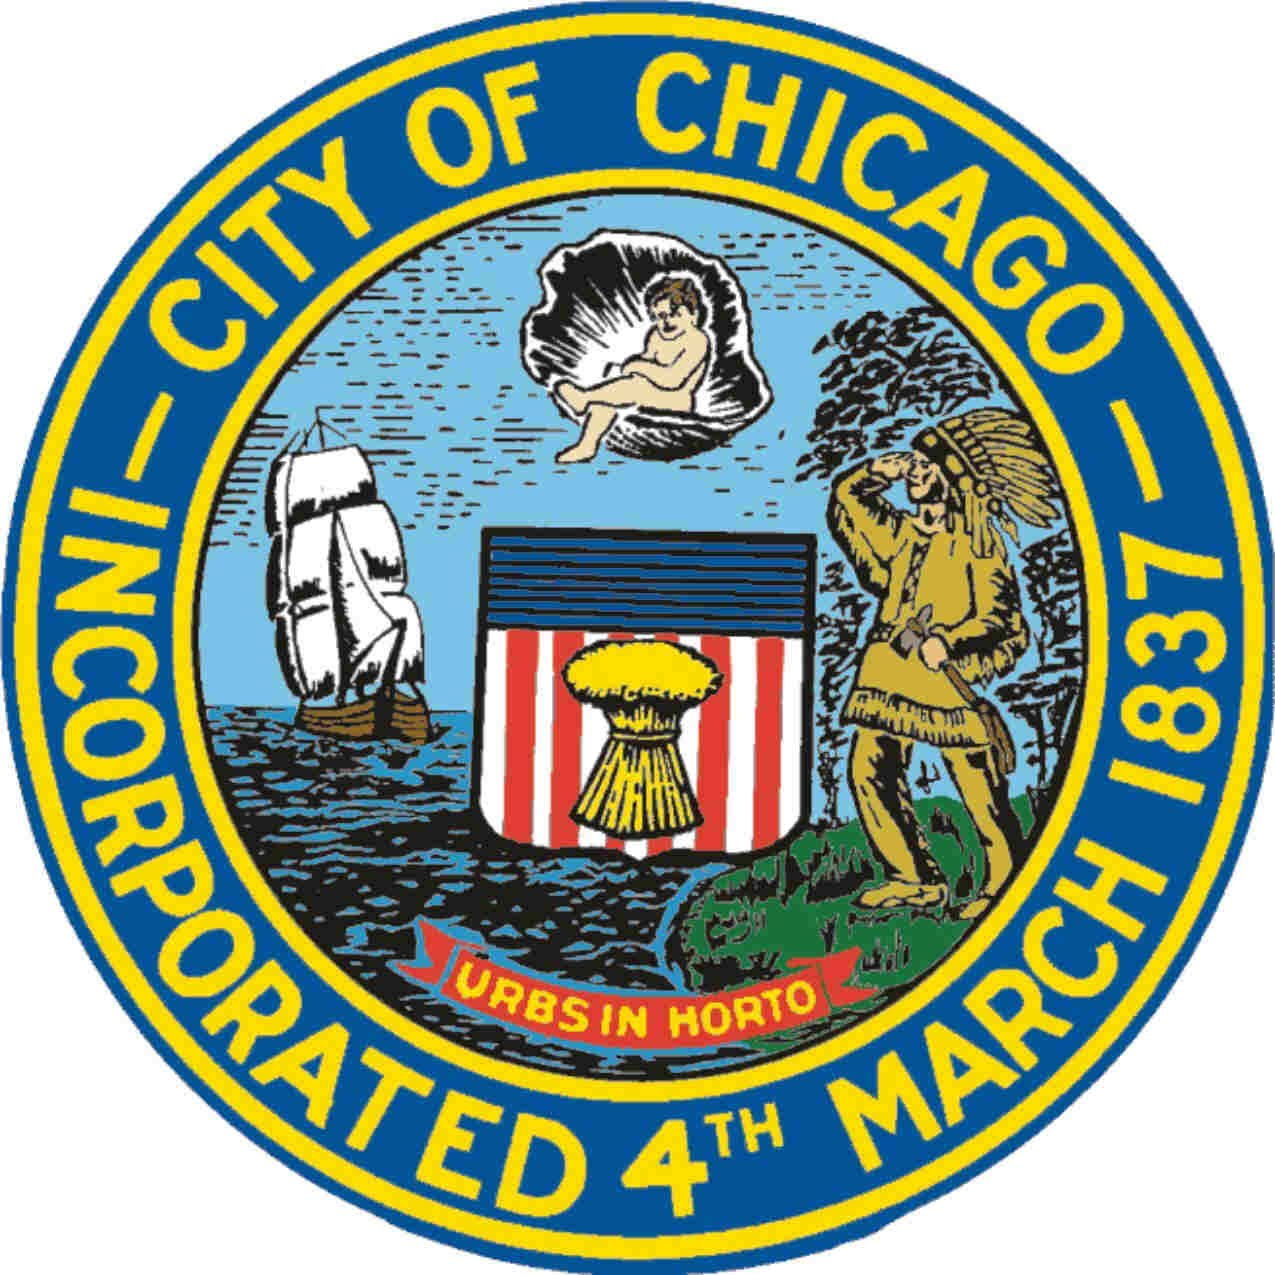 CITY OF CHICAGO
INCORPORATED 4TH MARCH 1837
URBS IN HORTO